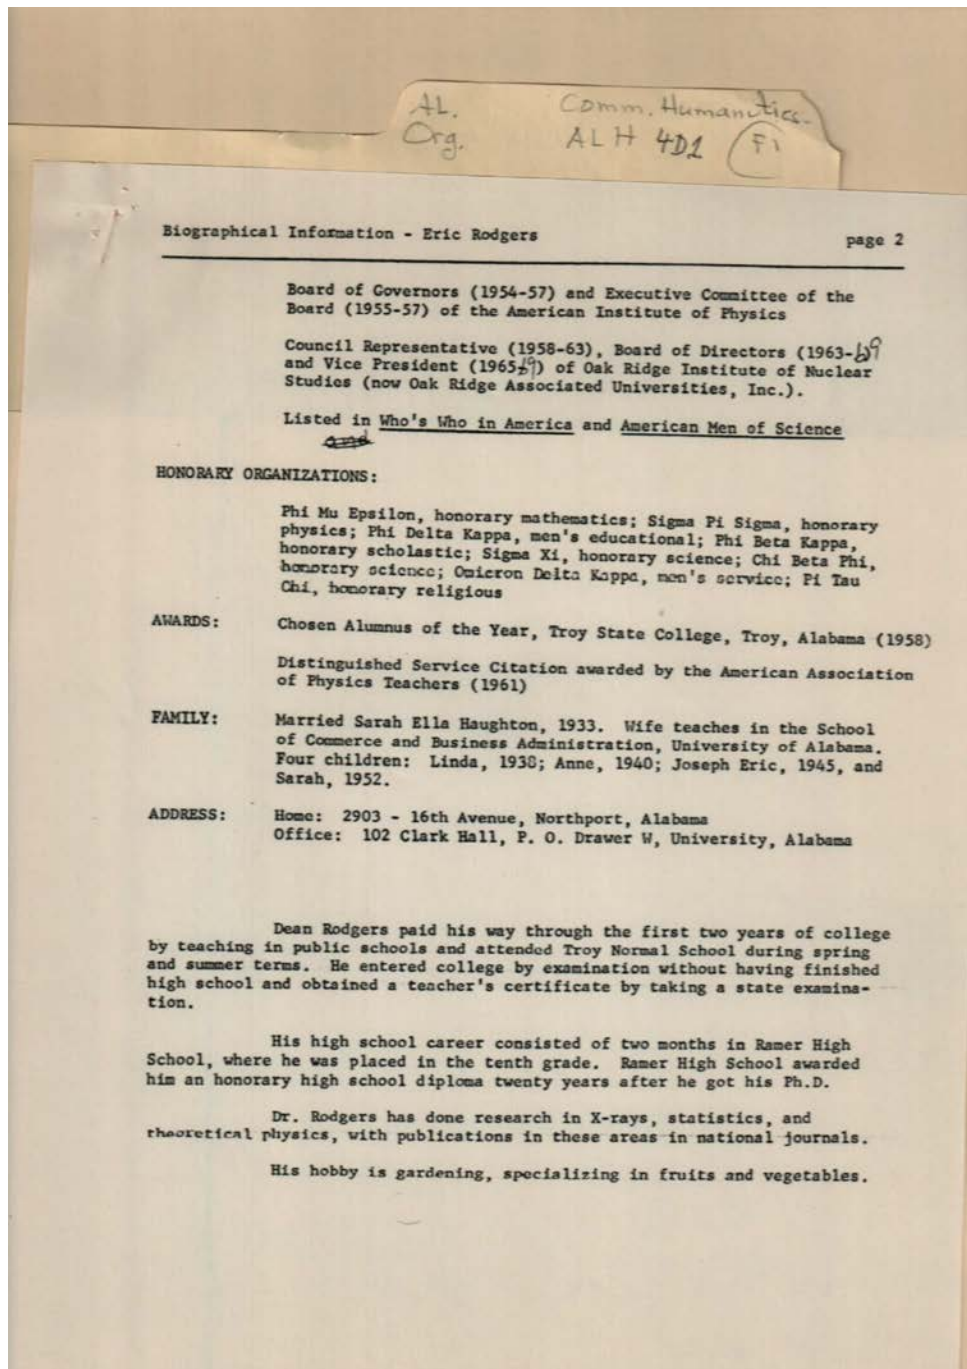 AL. Comm. Humanities.
Org. ALH 4D1 F1
Biographical Information - Eric Rodgers page 2
Board of Governors (1954-57) and Executive Committee of the
Board (1955-57) of the American Institute of Physics
Council Representative (1958-63), Board of Directors (1963-69
and Vice President (1965-69) of Oak Ridge Institute of Nuclear
Studies (now Oak Ridge Associated Universities, Inc.).
Listed in Who's Who in America and American Men of Science
and
HONORARY ORGANIZATIONS:
Phi Mu Epsilon, honorary mathematics; Sigma Pi Sigma, honorary
physics; Phi Delta Kappa, men's educational; Phi Beta Kappa,
honorary scholastic; Sigma Xi, honorary science; Chi Beta Phi,
honorary science; Omicron Delta Kappa, men's service; Pi Tau
Chi, honorary religious
AWARDS: Chosen Alumnus of the Year, Troy State College, Troy, Alabama (1958)
Distinguished Service Citation awarded by the American Association
of Physics Teachers (1961)
FAMILY: Married Sarah Ella Haughton, 1933. Wife teaches in the School
of Commerce and Business Administration, University of Alabama.
Four children: Linda, 1938; Anne, 1940; Joseph Eric, 1945, and
Sarah, 1952.
ADDRESS: Home: 2903 - 16th Avenue, Northport, Alabama
Office: 102 Clark Hall, P. O. Drawer W, University, Alabama
Dean Rodgers paid his way through the first two years of college
by teaching in public schools and attended Troy Normal School during spring
and summer terms. He entered college by examination without having finished
high school and obtained a teacher's certificate by taking a state examina-
tion.
His high school career consisted of two months in Ramer High
School, where he was placed in the tenth grade. Ramer High School awarded
him an honorary high school diploma twenty years after he got his Ph.D.
Dr. Rodgers has done research in X-rays, statistics, and
theoretical physics, with publications in these areas in national journals.
His hobby is gardening, specializing in fruits and vegetables.